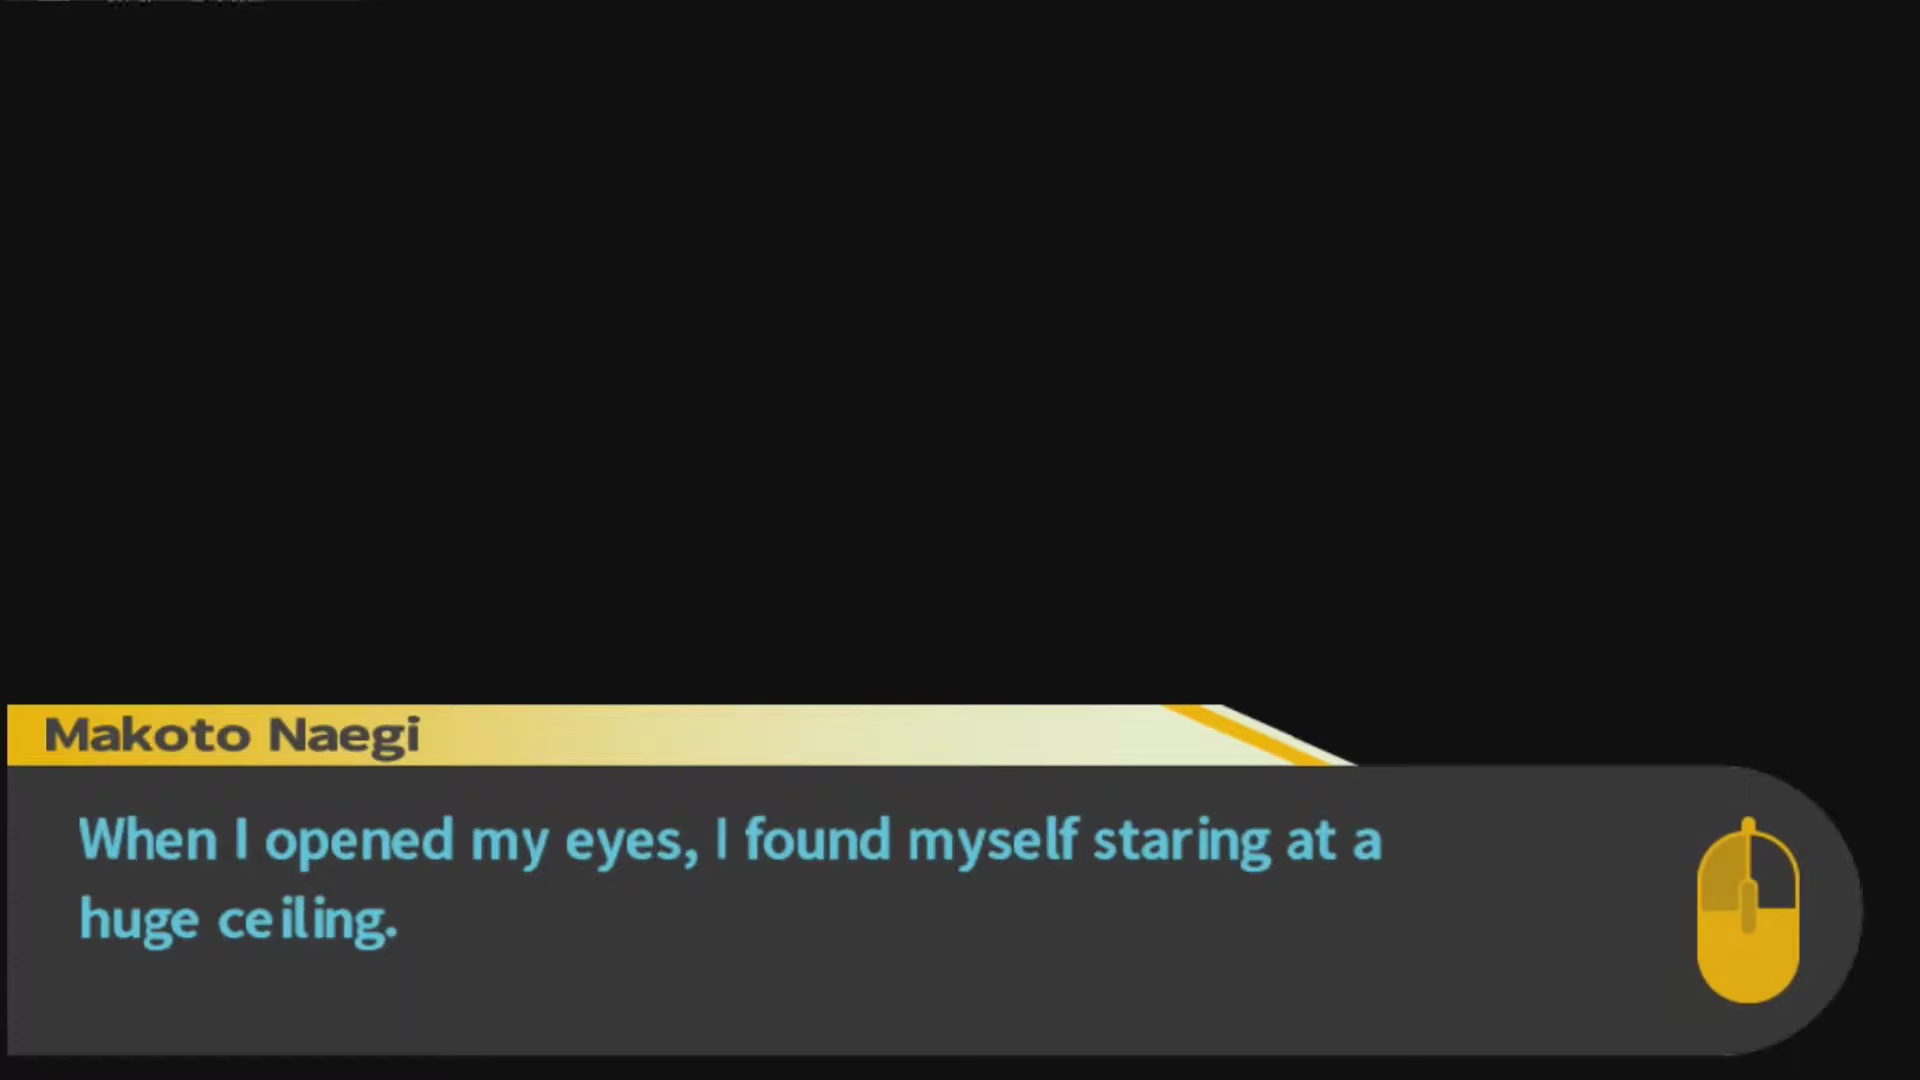 Makoto Naegi
When I opened my eyes, I found myself staring at a
huge ceiling.